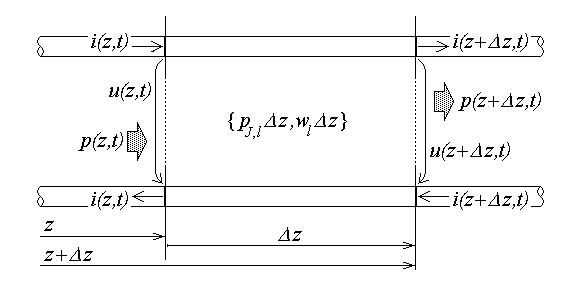 i(z,t) i(z+Δz,t)
u(z,t)
p(z+Δz,t)
{p_{J,l}Δz,w_lΔz}
p(z,t)
u(z+Δz,t)
i(z,t) i(z+Δz,t)
z
Δz
z+Δz